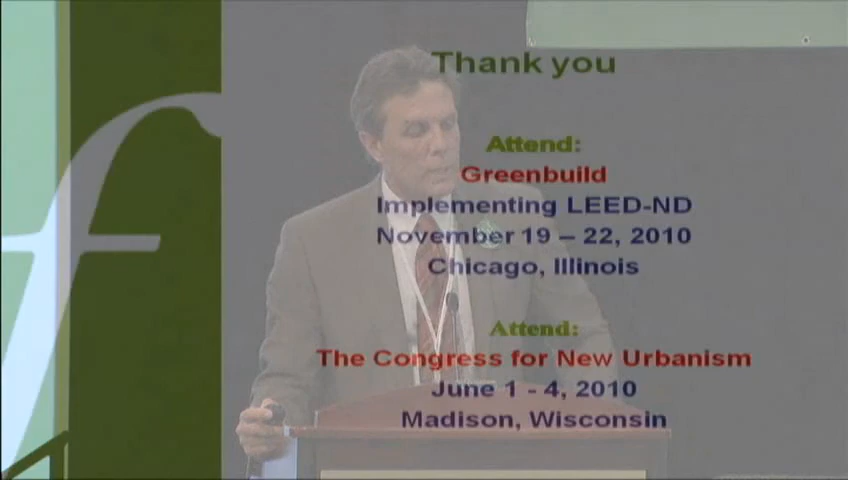 f
Thank you
Attend:
Greenbuild
Implementing LEED-ND
November 19 – 22, 2010
Chicago, Illinois
Attend:
The Congress for New Urbanism
June 1 - 4, 2010
Madison, Wisconsin